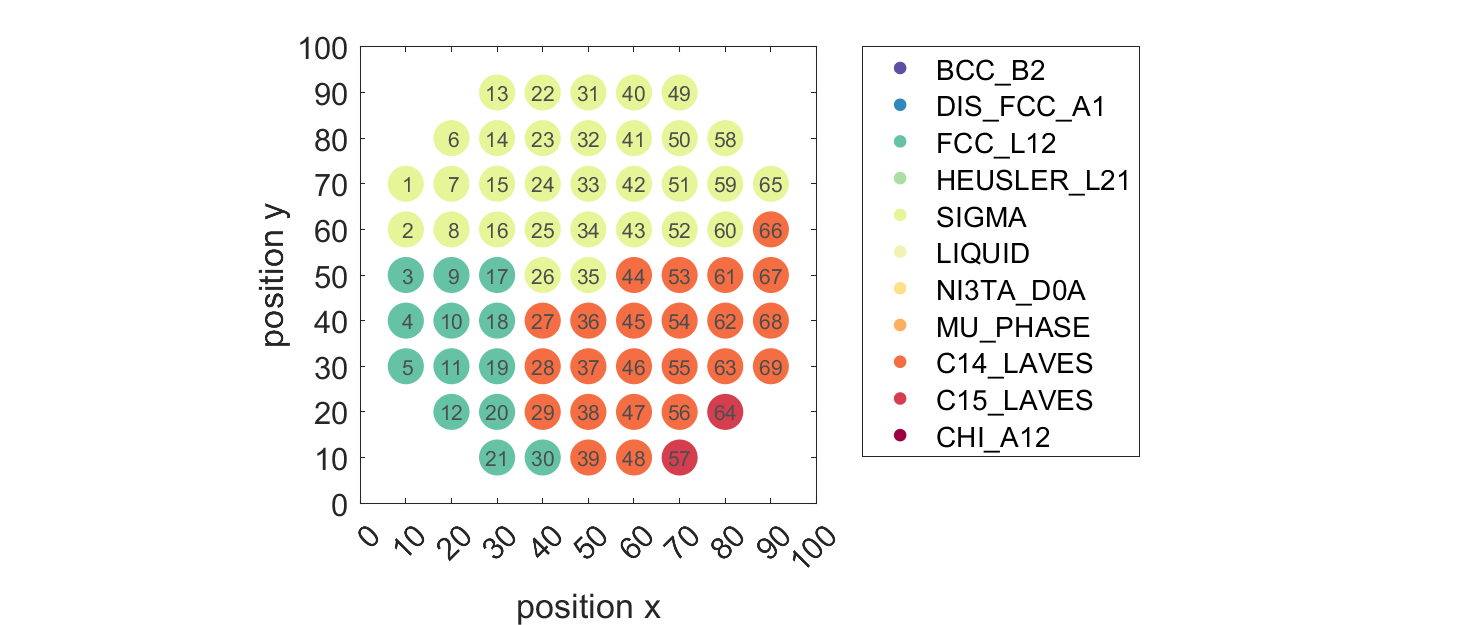 100
90
80
70
60
50
40
30
20
10
0
position y
13 22 31 40 49
6 14 23 32 41 50 58
1 7 15 24 33 42 51 59 65
2 8 16 25 34 43 52 60 66
3 9 17 26 35 44 53 61 67
4 10 18 27 36 45 54 62 68
5 11 19 28 37 46 55 63 69
12 20 29 38 47 56 64
21 30 39 48 57
0 10 20 30 40 50 60 70 80 90 100
position x
BCC_B2
DIS_FCC_A1
FCC_L12
HEUSLER_L21
SIGMA
LIQUID
NI3TA_D0A
MU_PHASE
C14_LAVES
C15_LAVES
CHI_A12